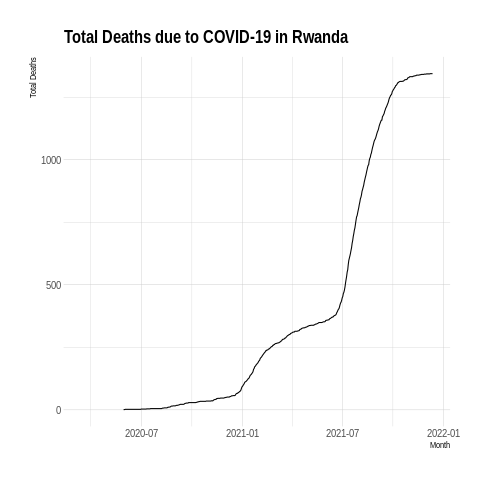 Total Deaths due to COVID-19 in Rwanda
Total Deaths
1000
500
0
2020-07 2021-01 2021-07 2022-01
Month